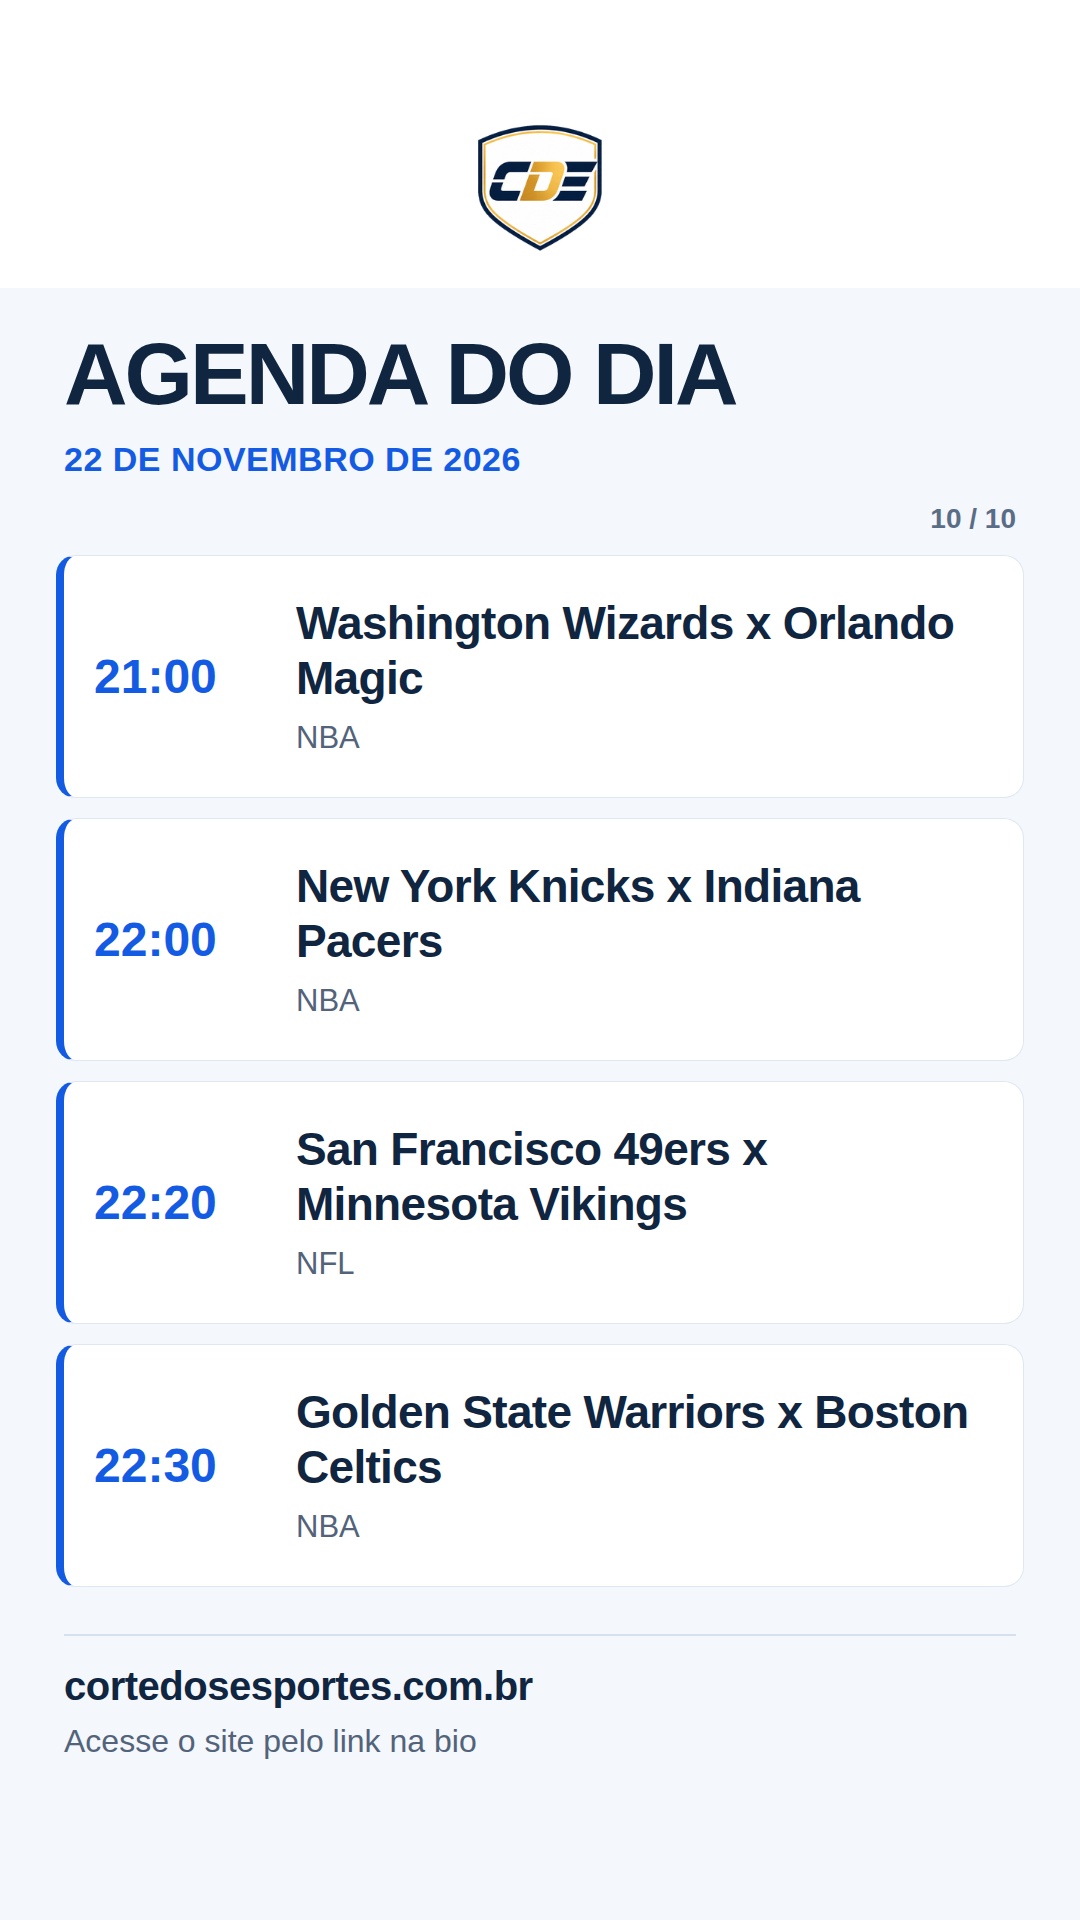 CDE
AGENDA DO DIA
22 DE NOVEMBRO DE 2026
10 / 10
21:00
Washington Wizards x Orlando
Magic
NBA
22:00
New York Knicks x Indiana
Pacers
NBA
22:20
San Francisco 49ers x
Minnesota Vikings
NFL
22:30
Golden State Warriors x Boston
Celtics
NBA
cortedosesportes.com.br
Acesse o site pelo link na bio